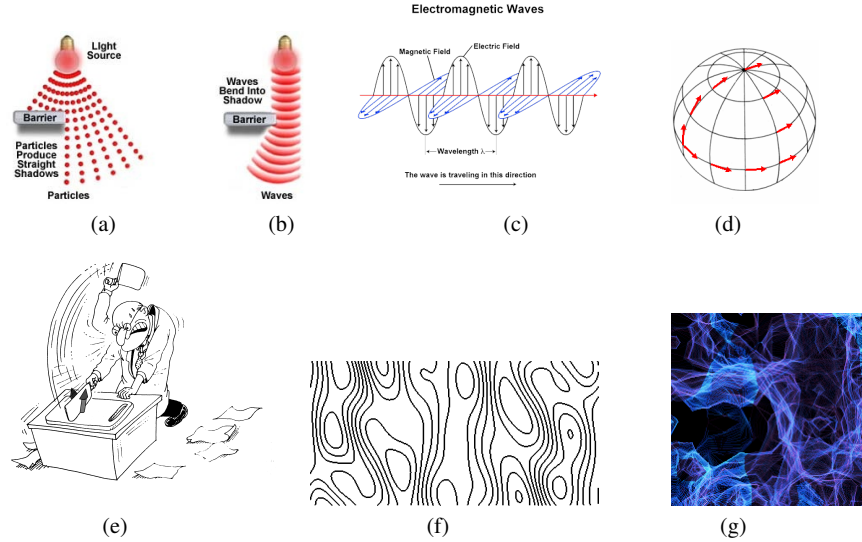 Electromagnetic Waves
LIght
Source
Barrier
Particles
Produce
Straight
Shadows
Particles
(a)
Waves
Bend Into
Shadow
Barrier
Waves
(b)
Magnetic Field
Electric Field
Wavelength λ
The wave is traveling in this direction
(c)
(d)
(e)
(f)
(g)